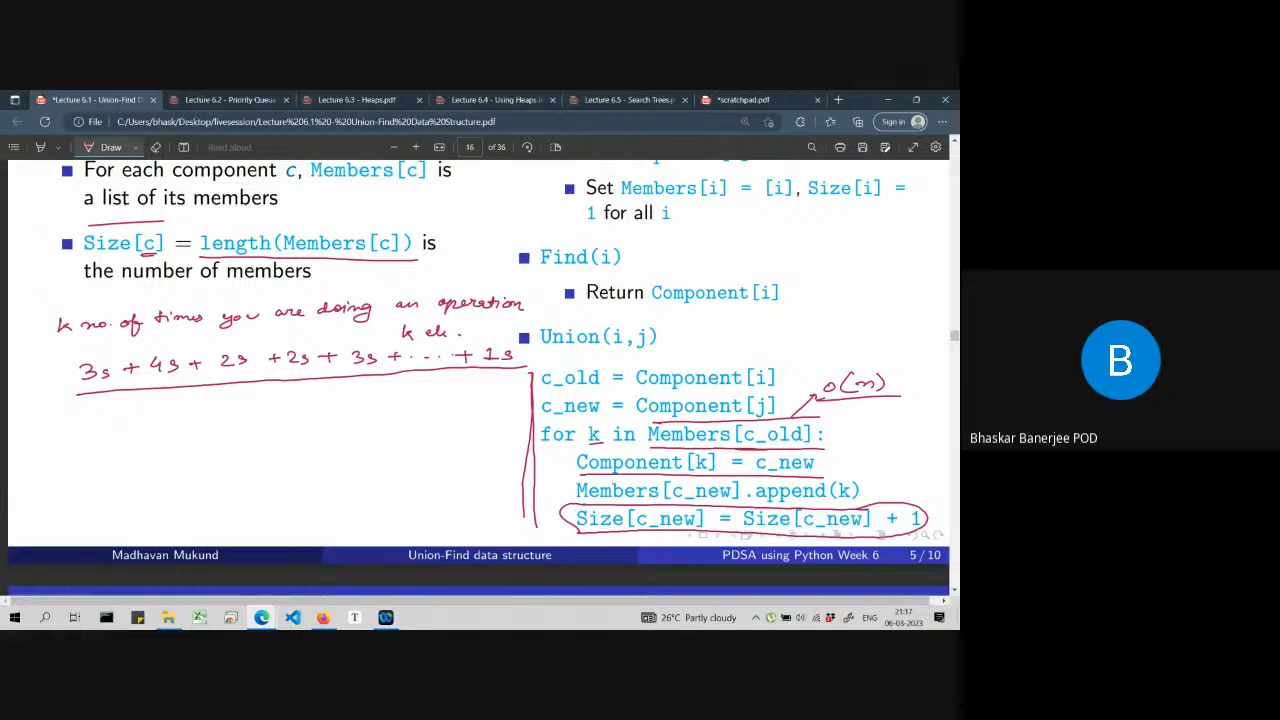 *Lecture 6.1 - Union-Find D
Lecture 6.2 - Priority Queue
Lecture 6.3 - Heaps.pdf
Lecture 6.4 - Using Heaps in
Lecture 6.5 - Search Trees.p
*scratchpad.pdf
File
C:/Users/bhask/Desktop/livesession/Lecture%206.1%20-%20Union-Find%20Data%20Structure.pdf
Sign in
Draw
Read aloud
16 of 36
For each component c, Members[c] is
a list of its members
Size[c] = length(Members[c]) is
the number of members
k no. of times you are doing an operation
k ele.
3s + 4s + 2s + 2s + 3s + .... + 1s
Set Members[i] = [i], Size[i] =
1 for all i
Find(i)
Return Component[i]
Union(i,j)
c_old = Component[i]
c_new = Component[j]
O(n)
for k in Members[c_old]:
Component[k] = c_new
Members[c_new].append(k)
Size[c_new] = Size[c_new] + 1
Madhavan Mukund
Union-Find data structure
PDSA using Python Week 6
5/10
26°C Partly cloudy
ENG
21:17
06-03-2023
B
Bhaskar Banerjee POD